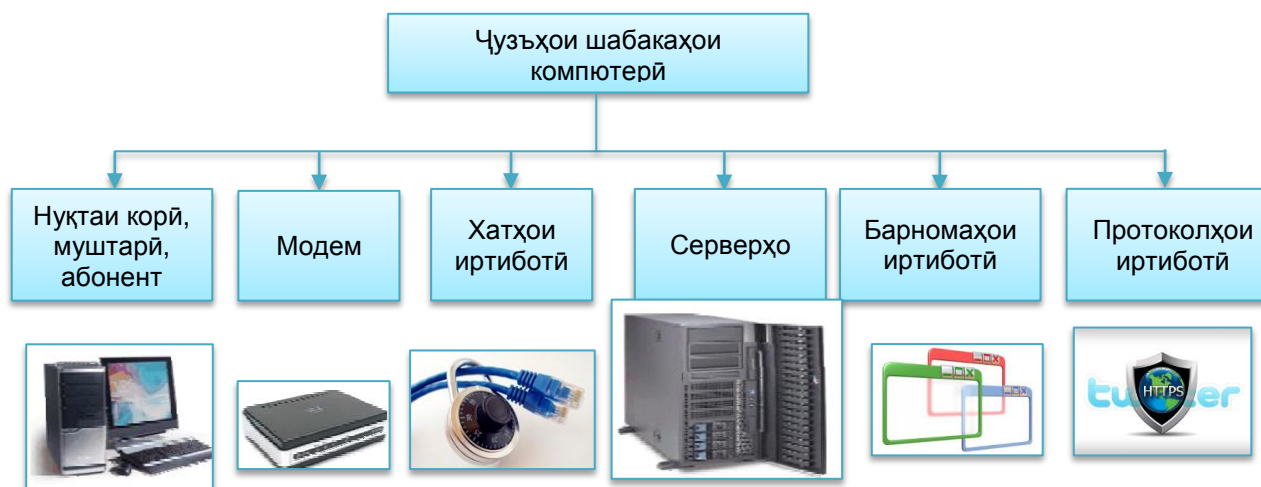 Ҷузъҳои шабакаҳои
компютерӣ
Нуқтаи корӣ,
муштарӣ,
абонент
Модем
Хатҳои
иртиботӣ
Серверҳо
Барномаҳои
иртиботӣ
Протоколҳои
иртиботӣ
HTTPS